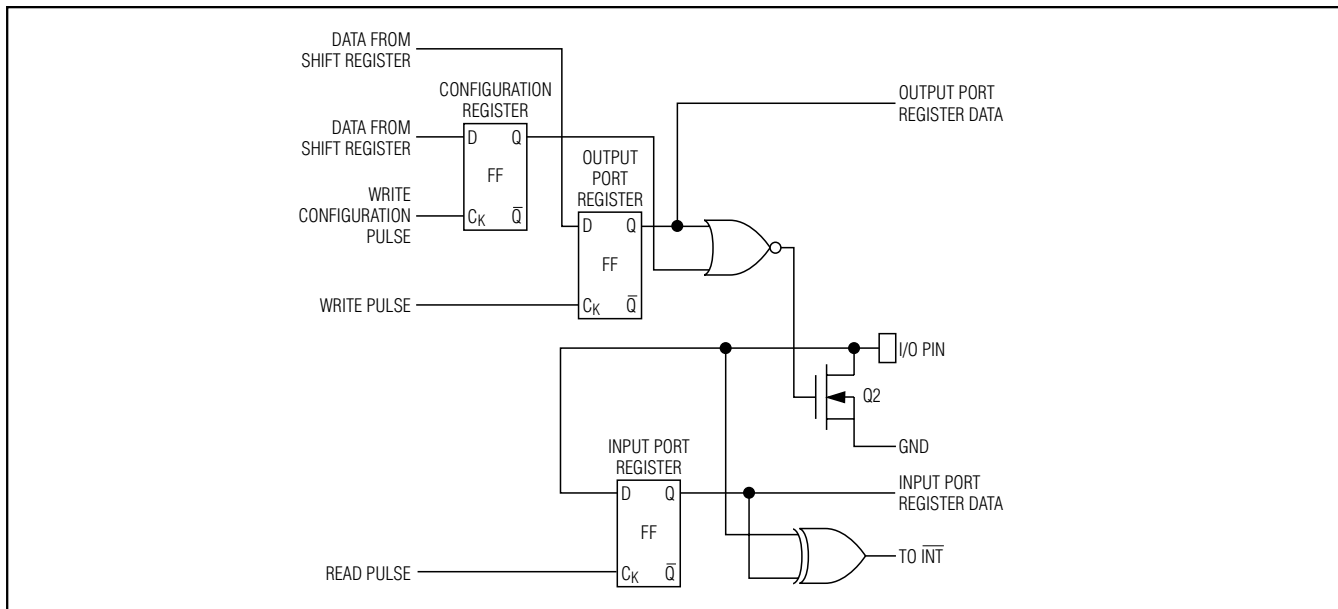 DATA FROM
SHIFT REGISTER
CONFIGURATION
REGISTER
OUTPUT PORT
REGISTER DATA
DATA FROM
SHIFT REGISTER
D Q
FF
CK Q̅
WRITE
CONFIGURATION
PULSE
OUTPUT
PORT
REGISTER
D Q
FF
CK Q̅
WRITE PULSE
I/O PIN
Q2
GND
INPUT PORT
REGISTER
D Q
FF
CK Q̅
INPUT PORT
REGISTER DATA
TO I̅N̅T̅
READ PULSE